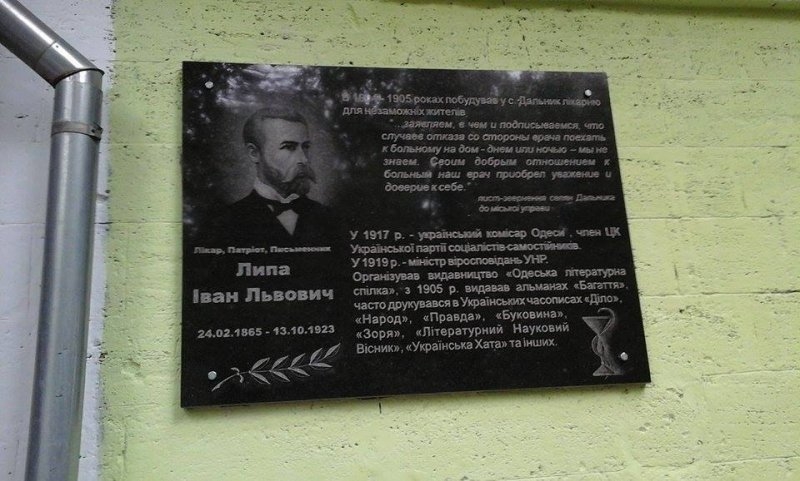 Лікар, Патріот, Письменник
Липа
Іван Львович
24.02.1865 - 13.10.1923
В - 1905 роках побудував у с. Дальник лікарню
для незаможніх жителів
"...заявляем, в чем и подписываемся, что
случаев отказа со стороны врача поехать
к больному на дом - днем или ночью – мы не
знаем. Своим добрым отношением к
больным наш врач приобрел уважение и
доверие к себе."
лист-звернення селян Дальника
до міської управи
У 1917 р. - український комісар Одеси , член ЦК
Української партії соціалістів-самостійників.
У 1919 р. - міністр віросповідань УНР.
Організував видавництво «Одеська літературна
спілка», з 1905 р. видавав альманах «Багаття»,
часто друкувався в Українських часописах «Діло»,
«Народ», «Правда», «Буковина»,
«Зоря», «Літературний Науковий
Вісник», «Українська Хата» та інших.